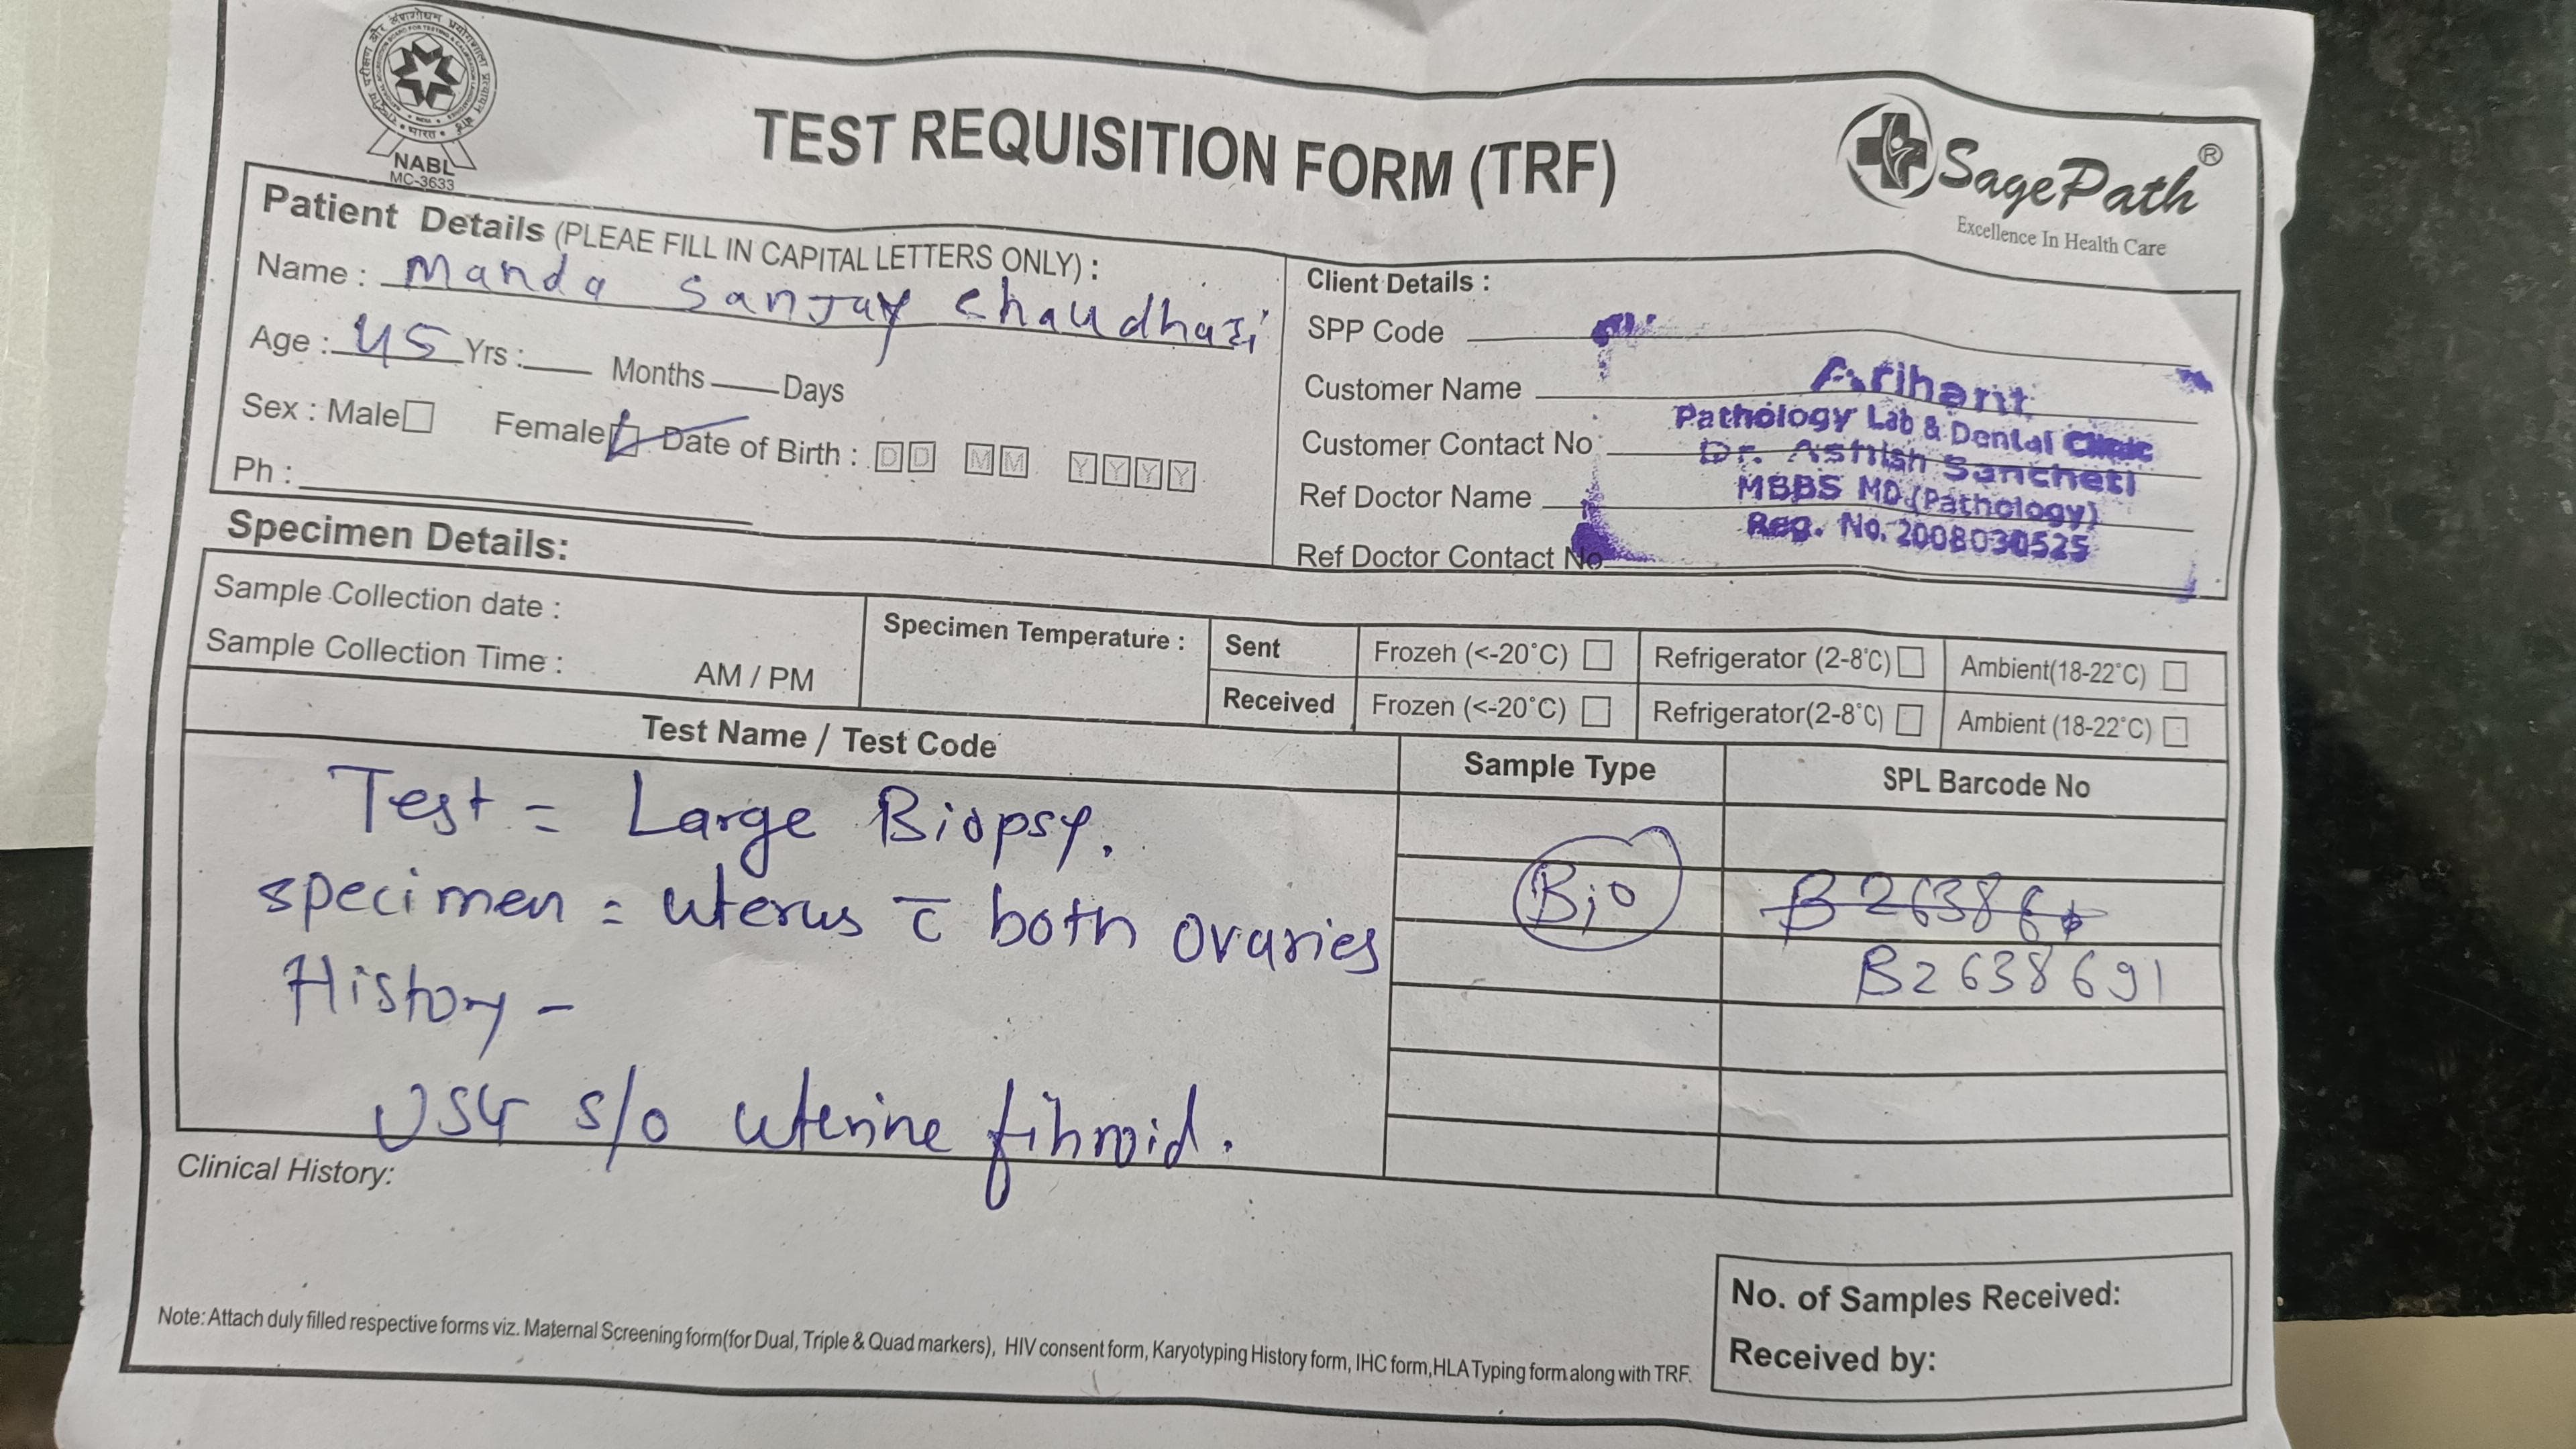 NABL
MC-3633
TEST REQUISITION FORM (TRF)
SagePath®
Excellence In Health Care
Patient Details (PLEAE FILL IN CAPITAL LETTERS ONLY) :
Name : Manda Sanjay Chaudhari
Age : 45 Yrs : Months Days
Sex : Male Female Date of Birth : DD MM YYYY
Ph :
Client Details :
SPP Code
Customer Name
Customer Contact No
Ref Doctor Name
Ref Doctor Contact No
Arihant
Pathology Lab & Dental Clinic
Dr. Ashish Sancheti
MBBS MD (Pathology)
Reg. No. 2008030525
Specimen Details:
Sample Collection date :
Sample Collection Time : AM / PM
Specimen Temperature :
Sent Frozen (<-20°C) Refrigerator (2-8°C) Ambient(18-22°C)
Received Frozen (<-20°C) Refrigerator(2-8°C) Ambient (18-22°C)
Test Name / Test Code
Sample Type
SPL Barcode No
Test = Large Biopsy.
specimen = uterus c̅ both ovaries
History -
USG s/o uterine fibroid.
Bio
B2638691
Clinical History:
Note: Attach duly filled respective forms viz. Maternal Screening form(for Dual, Triple & Quad markers), HIV consent form, Karyotyping History form, IHC form,HLA Typing form along with TRF.
No. of Samples Received:
Received by: